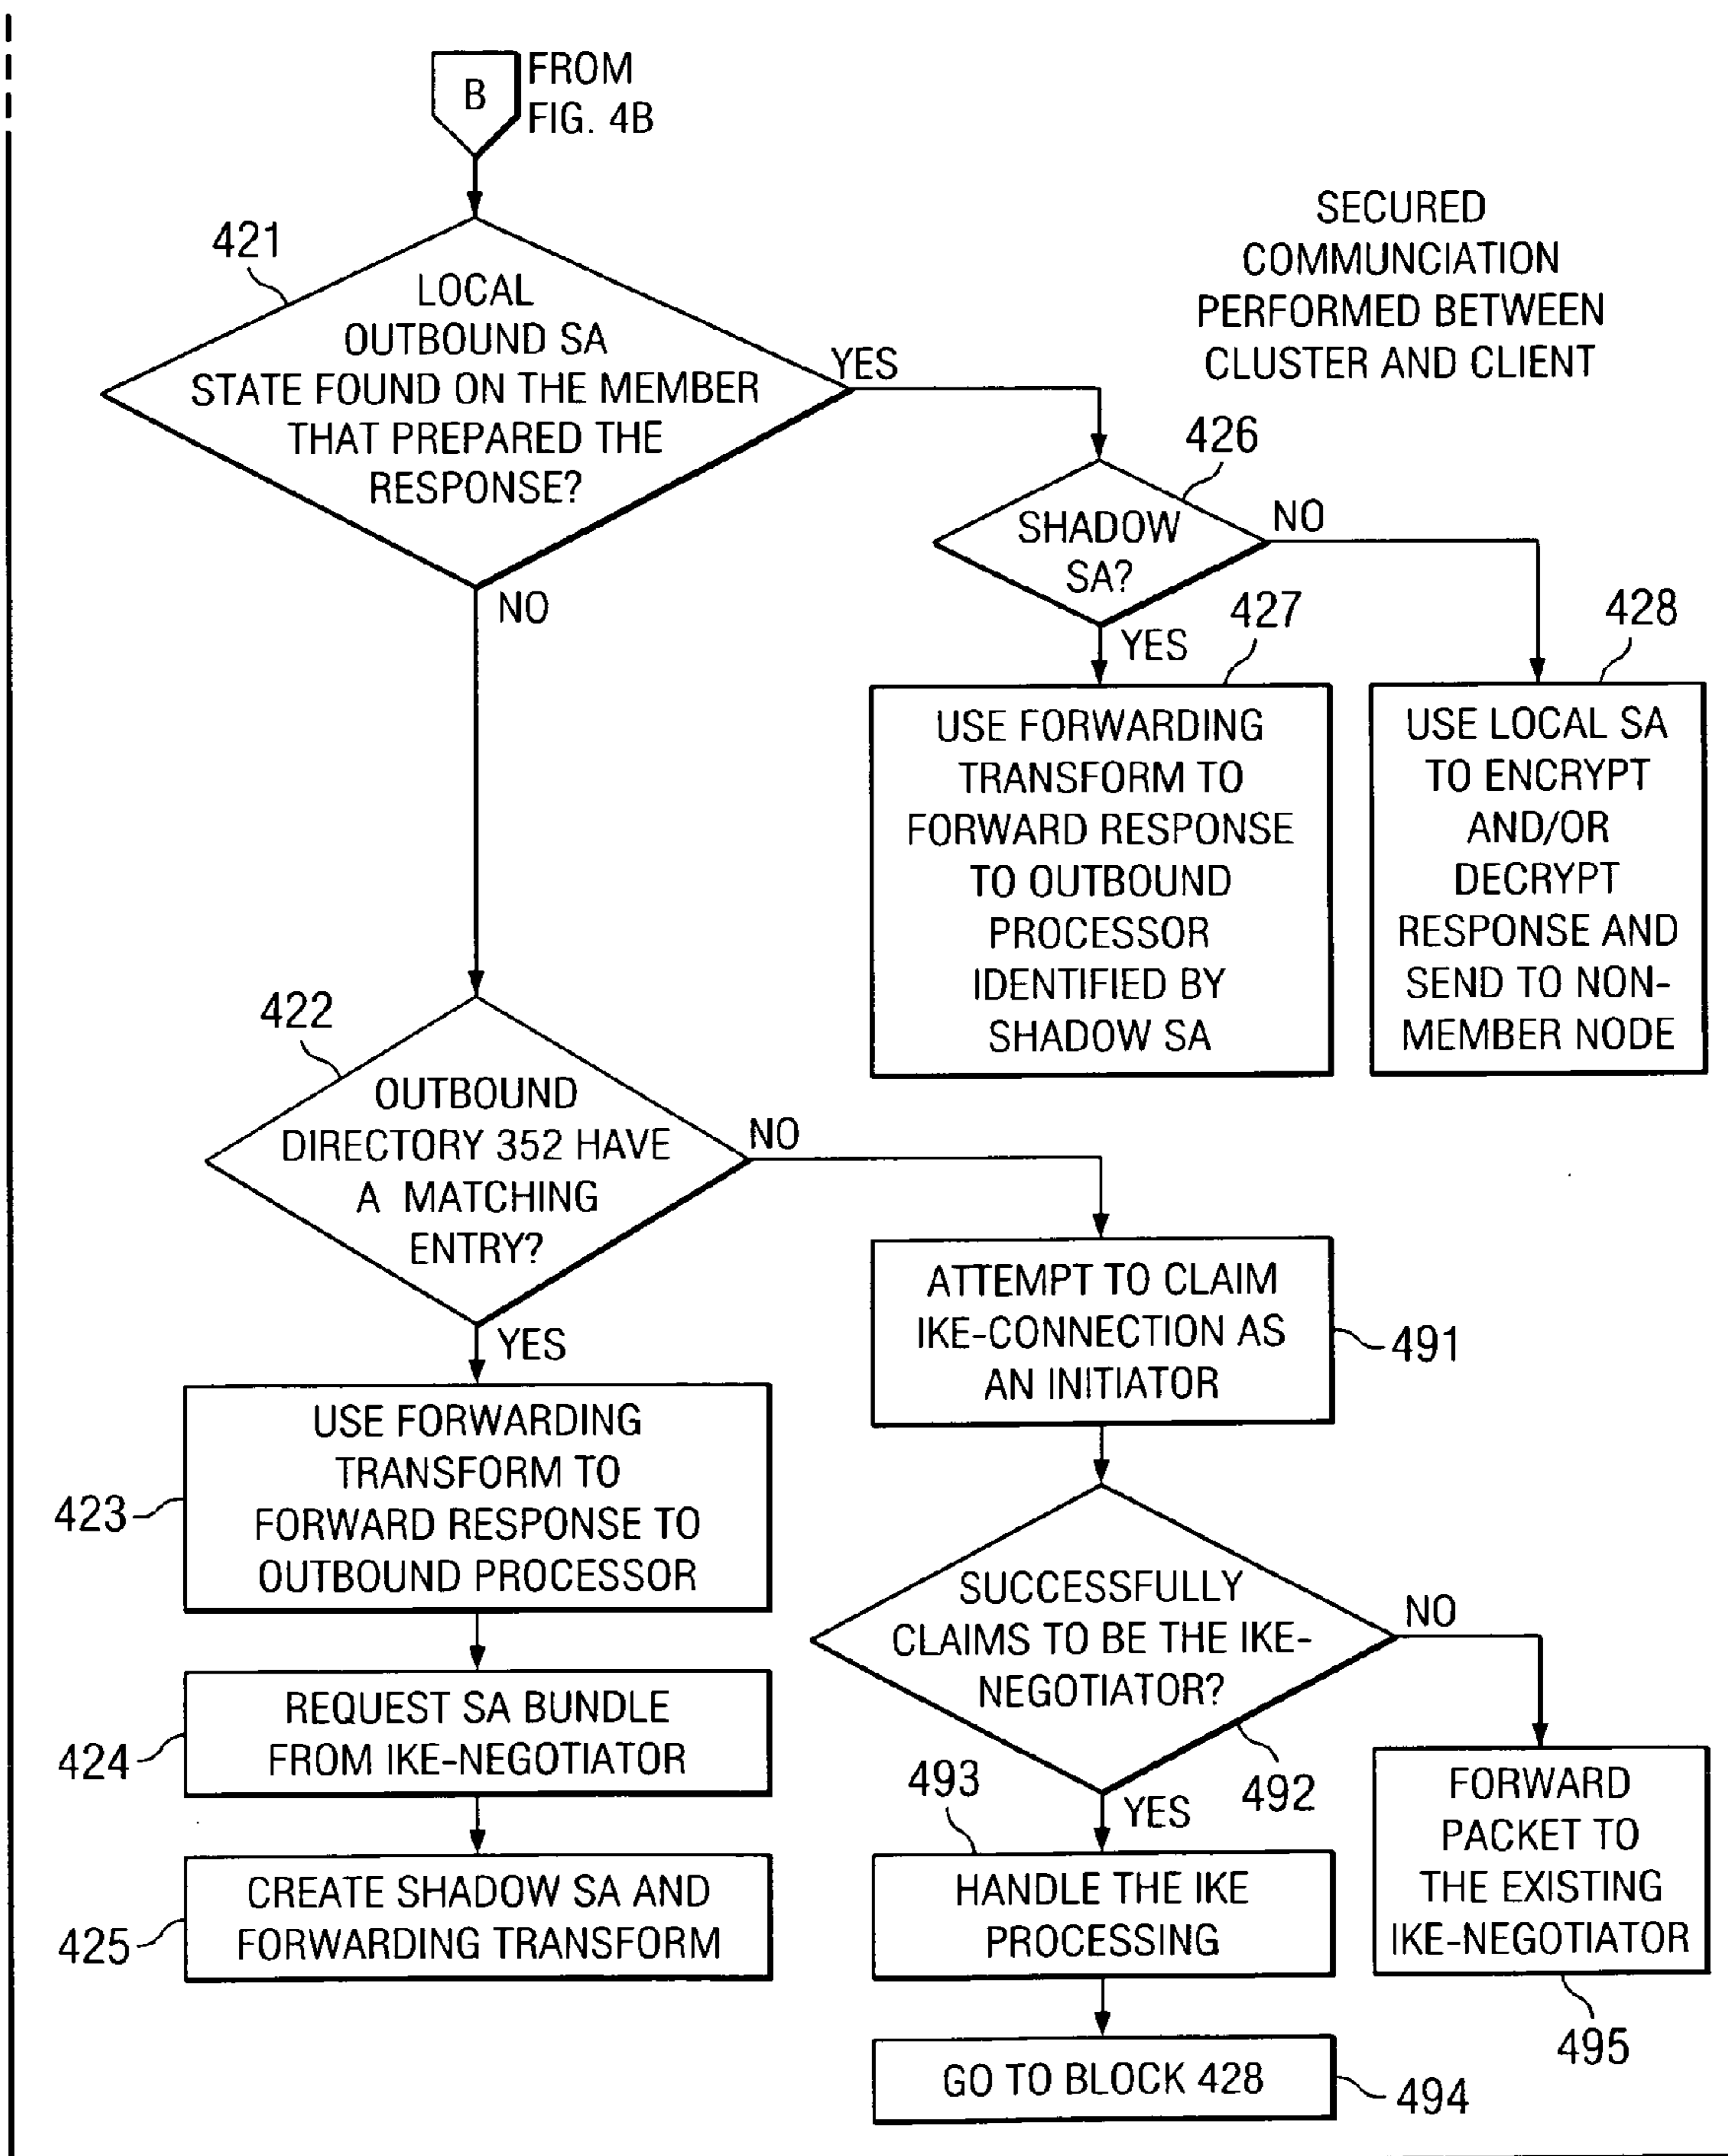 B
FROM
FIG. 4B
SECURED
COMMUNCIATION
PERFORMED BETWEEN
CLUSTER AND CLIENT
421
LOCAL
OUTBOUND SA
STATE FOUND ON THE MEMBER
THAT PREPARED THE
RESPONSE?
YES
NO
426
SHADOW
SA?
NO
YES
427
USE FORWARDING
TRANSFORM TO
FORWARD RESPONSE
TO OUTBOUND
PROCESSOR
IDENTIFIED BY
SHADOW SA
428
USE LOCAL SA
TO ENCRYPT
AND/OR
DECRYPT
RESPONSE AND
SEND TO NON-
MEMBER NODE
422
OUTBOUND
DIRECTORY 352 HAVE
A MATCHING
ENTRY?
NO
YES
423
USE FORWARDING
TRANSFORM TO
FORWARD RESPONSE TO
OUTBOUND PROCESSOR
424
REQUEST SA BUNDLE
FROM IKE-NEGOTIATOR
425
CREATE SHADOW SA AND
FORWARDING TRANSFORM
ATTEMPT TO CLAIM
IKE-CONNECTION AS
AN INITIATOR
491
SUCCESSFULLY
CLAIMS TO BE THE IKE-
NEGOTIATOR?
NO
492
YES
493
HANDLE THE IKE
PROCESSING
GO TO BLOCK 428
494
FORWARD
PACKET TO
THE EXISTING
IKE-NEGOTIATOR
495